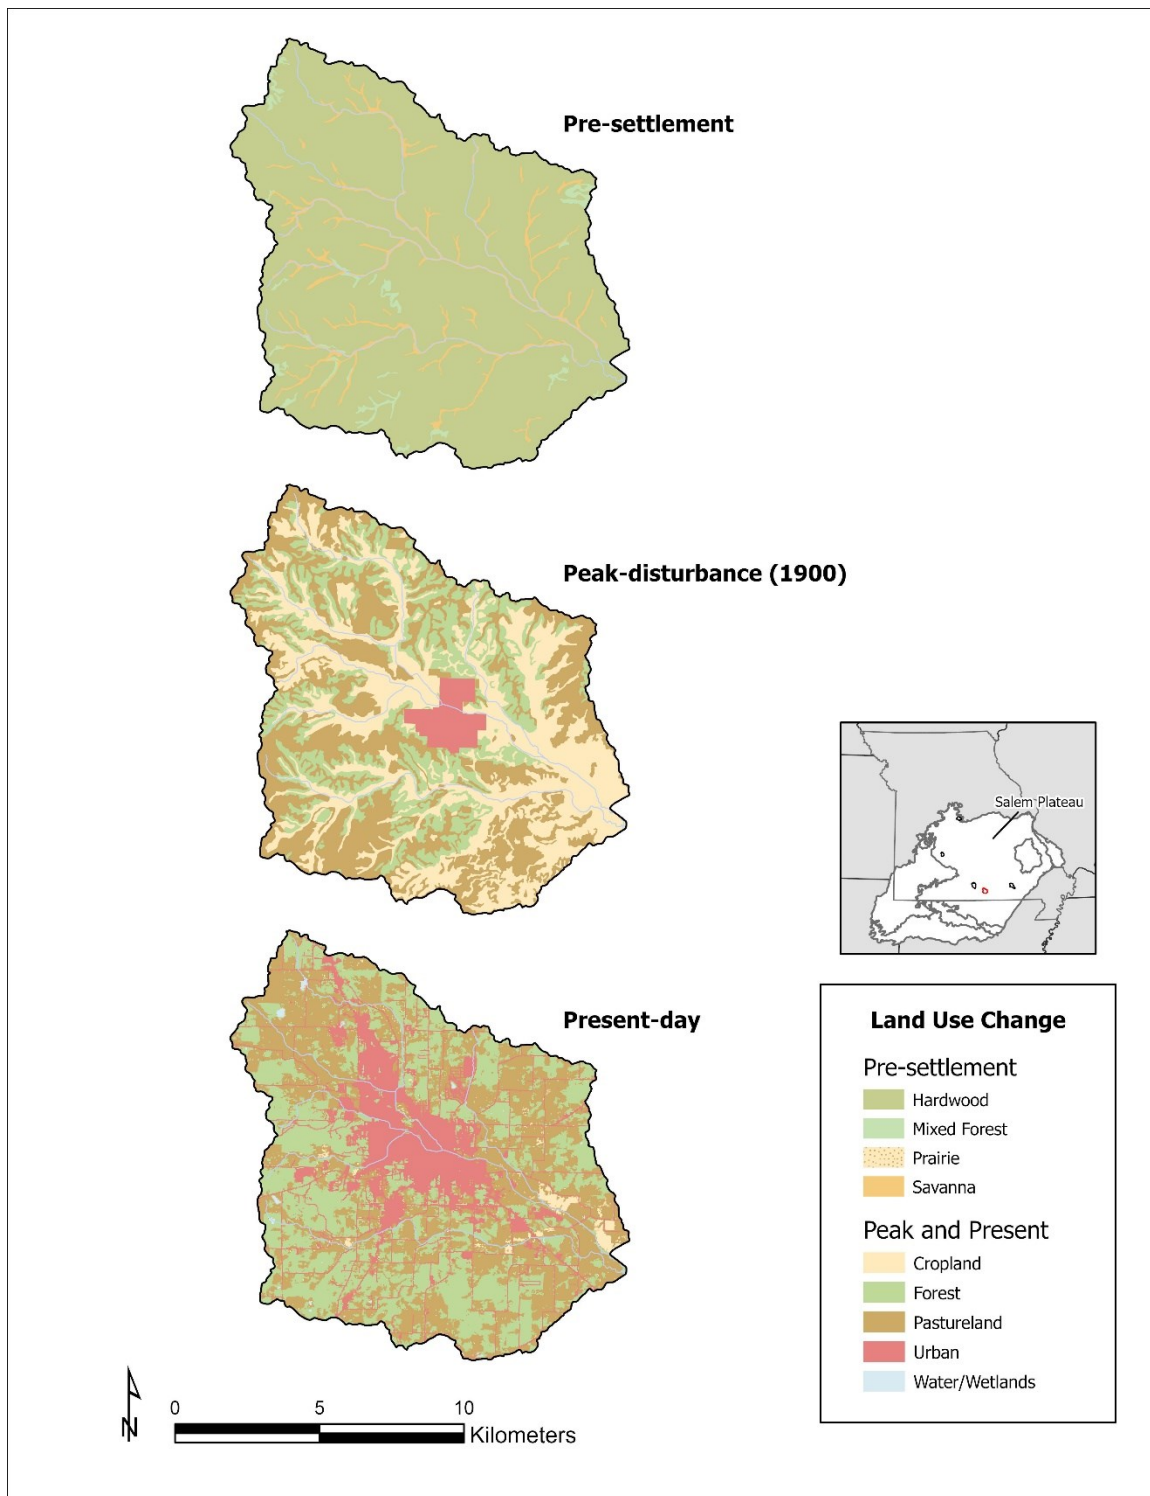 Pre-settlement
Peak-disturbance (1900)
Salem Plateau
Present-day
Land Use Change
Pre-settlement
Hardwood
Mixed Forest
Prairie
Savanna
Peak and Present
Cropland
Forest
Pastureland
Urban
Water/Wetlands
N
0 5 10
Kilometers